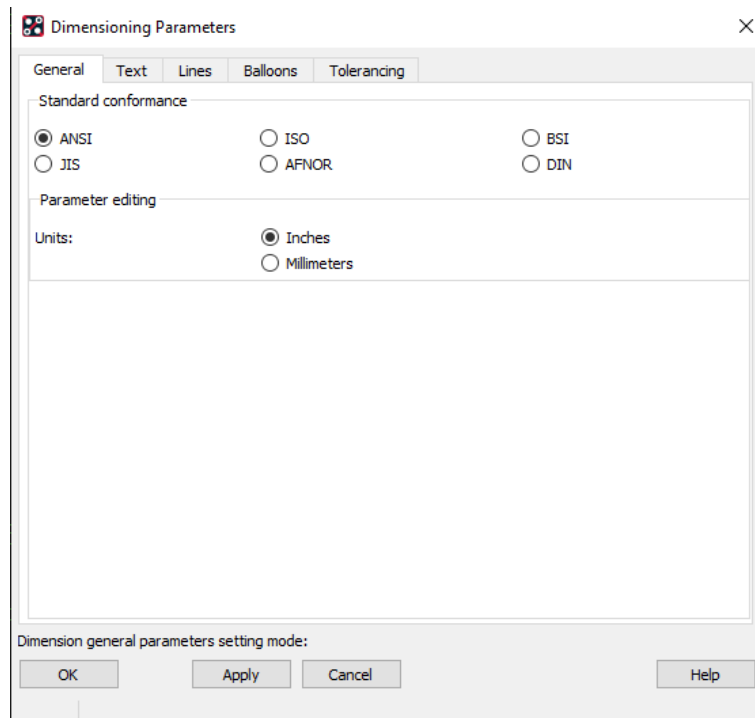 Dimensioning Parameters
General Text Lines Balloons Tolerancing
Standard conformance
ANSI ISO BSI
JIS AFNOR DIN
Parameter editing
Units: Inches
Millimeters
Dimension general parameters setting mode:
OK Apply Cancel Help